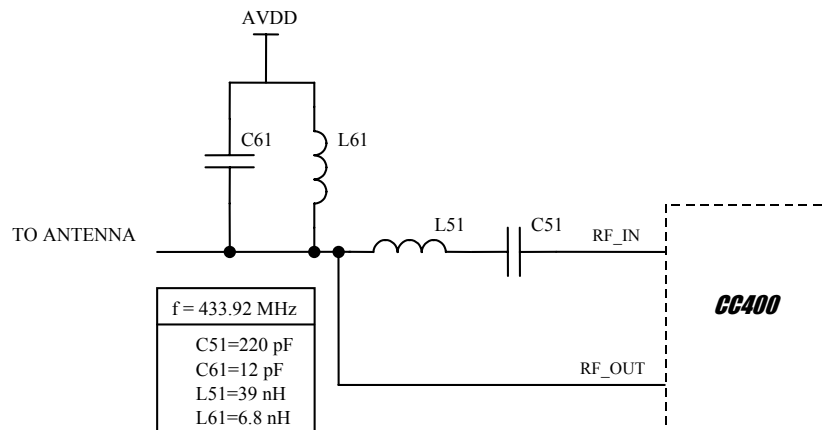 AVDD
C61
L61
TO ANTENNA
L51
C51
RF_IN
CC400
f = 433.92 MHz
C51=220 pF
C61=12 pF
L51=39 nH
L61=6.8 nH
RF_OUT